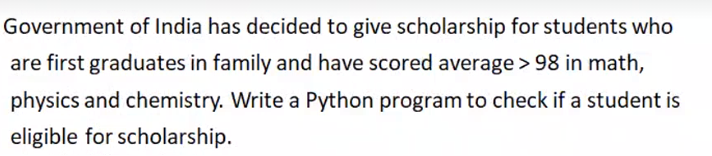 Government of India has decided to give scholarship for students who
are first graduates in family and have scored average > 98 in math,
physics and chemistry. Write a Python program to check if a student is
eligible for scholarship.